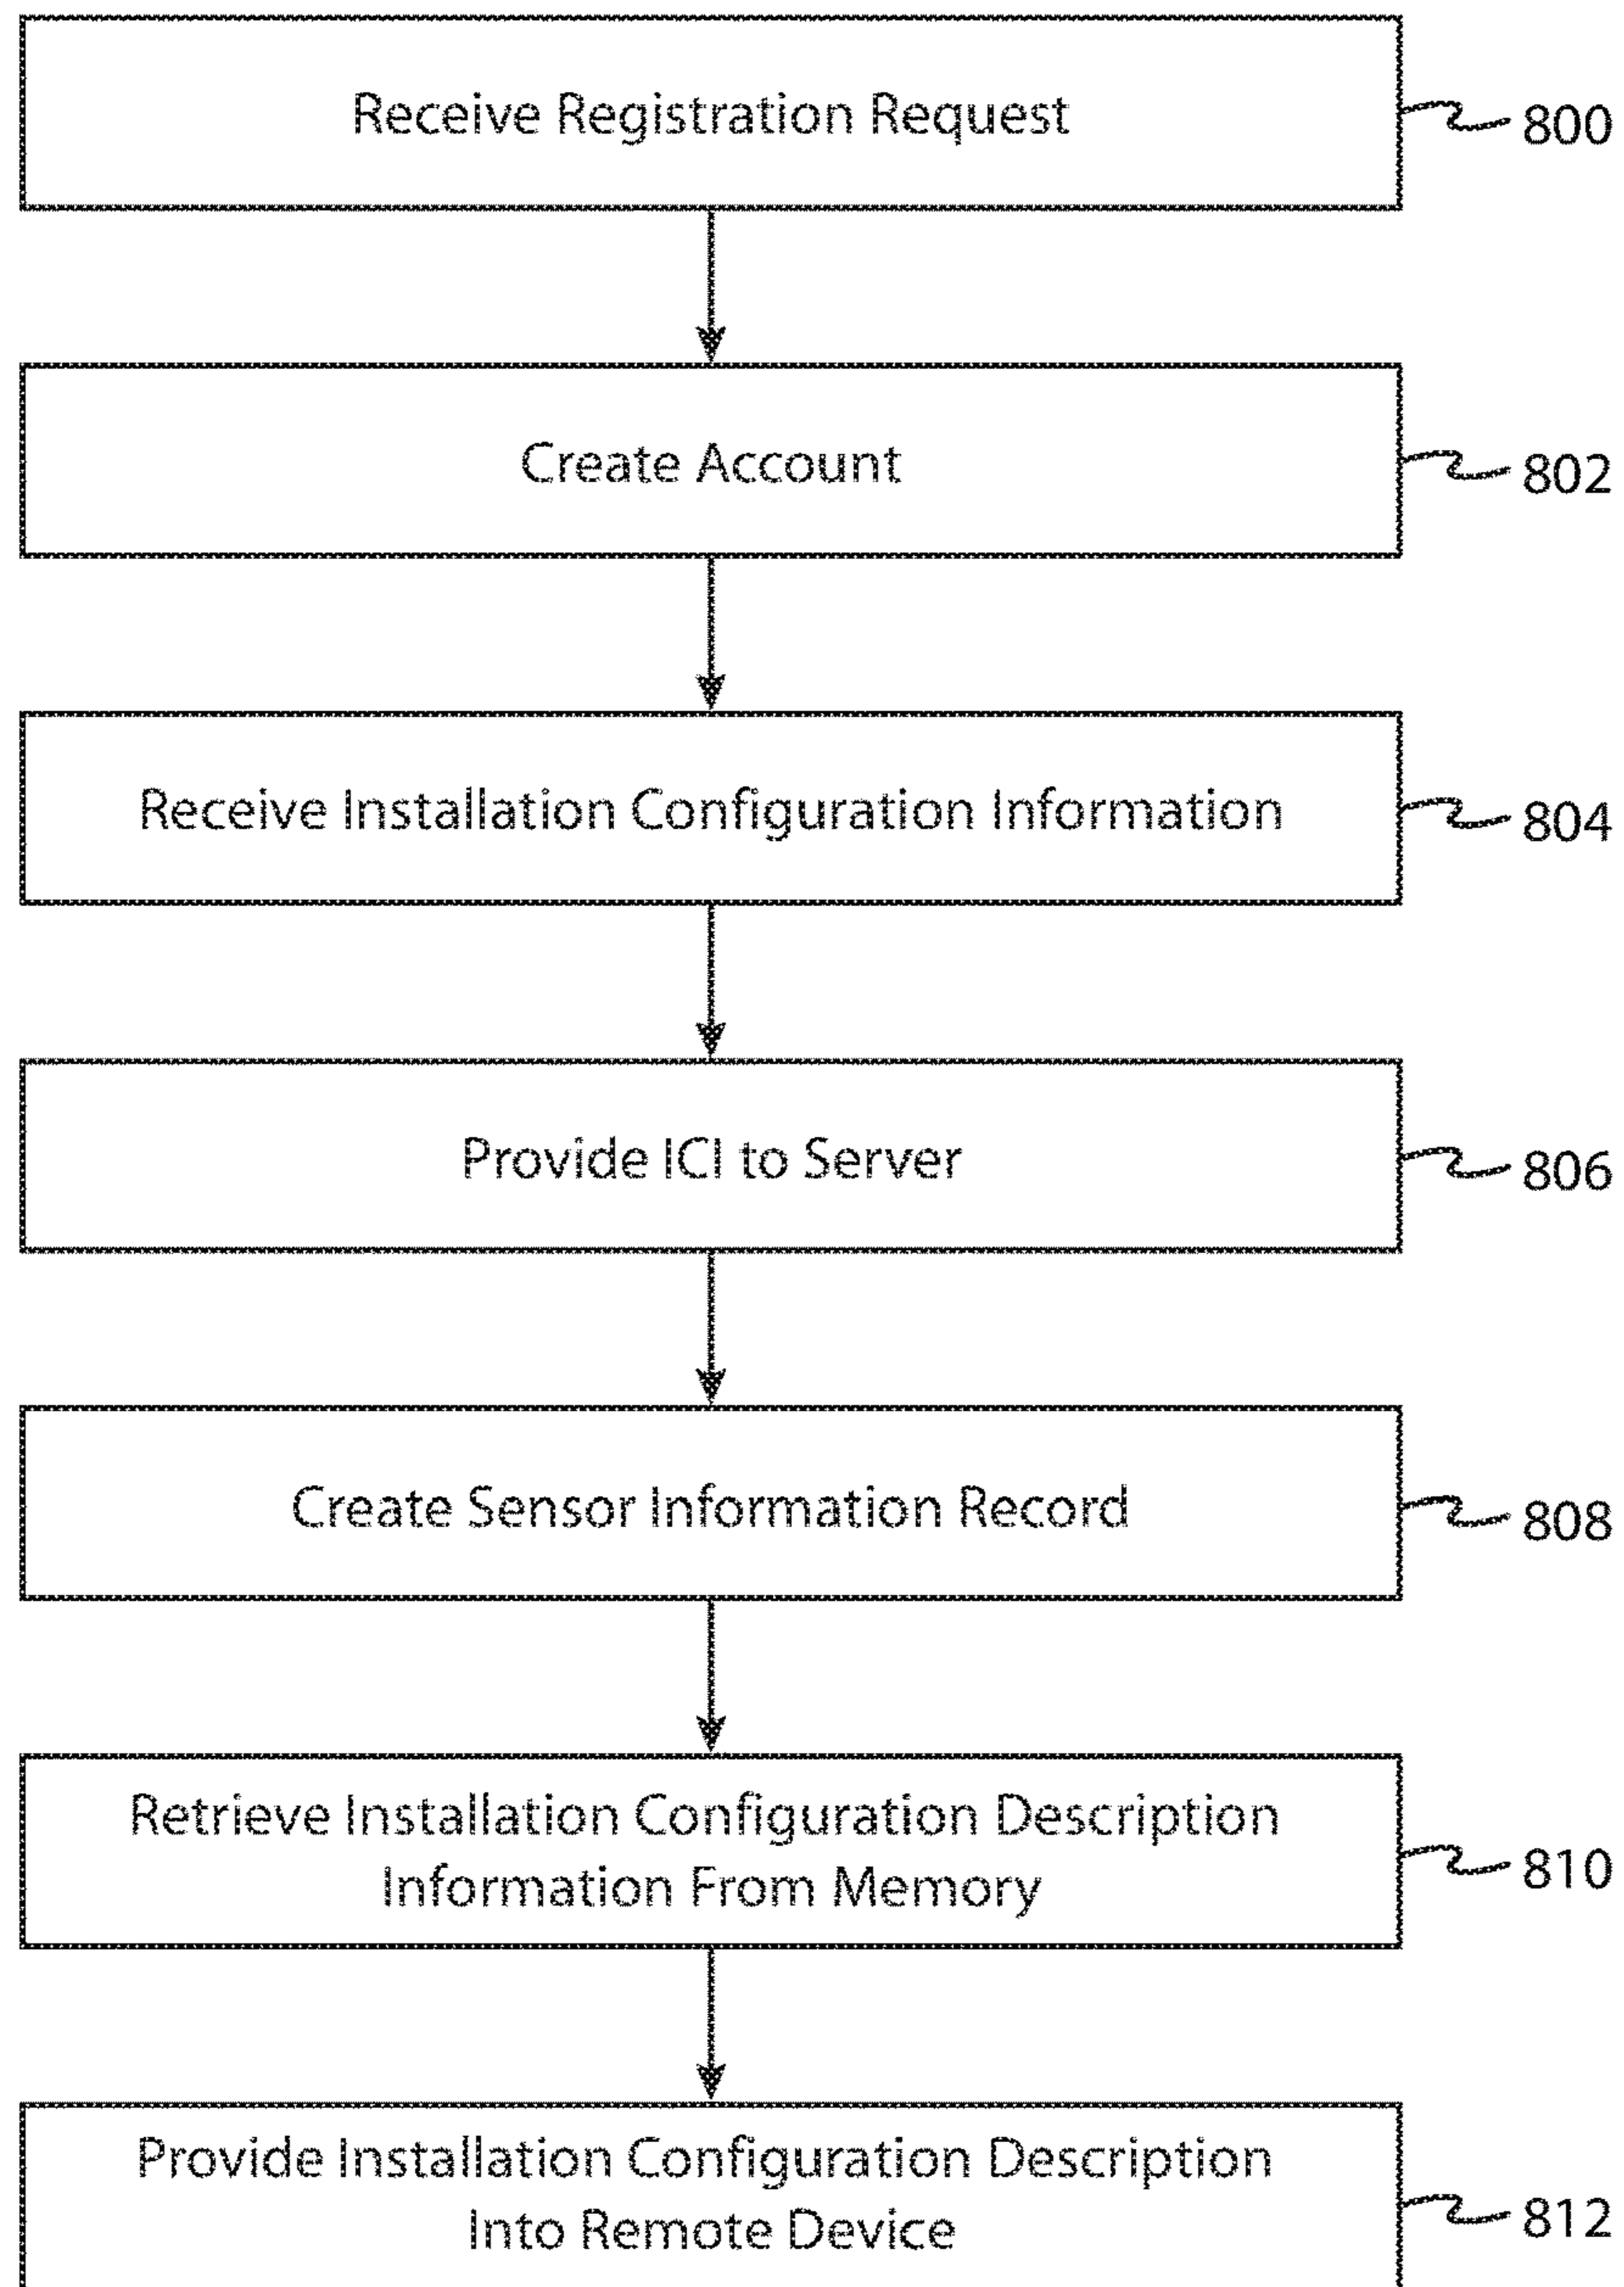 Receive Registration Request
800
Create Account
802
Receive Installation Configuration Information
804
Provide ICI to Server
806
Create Sensor Information Record
808
Retrieve Installation Configuration Description
Information From Memory
810
Provide Installation Configuration Description
Into Remote Device
812